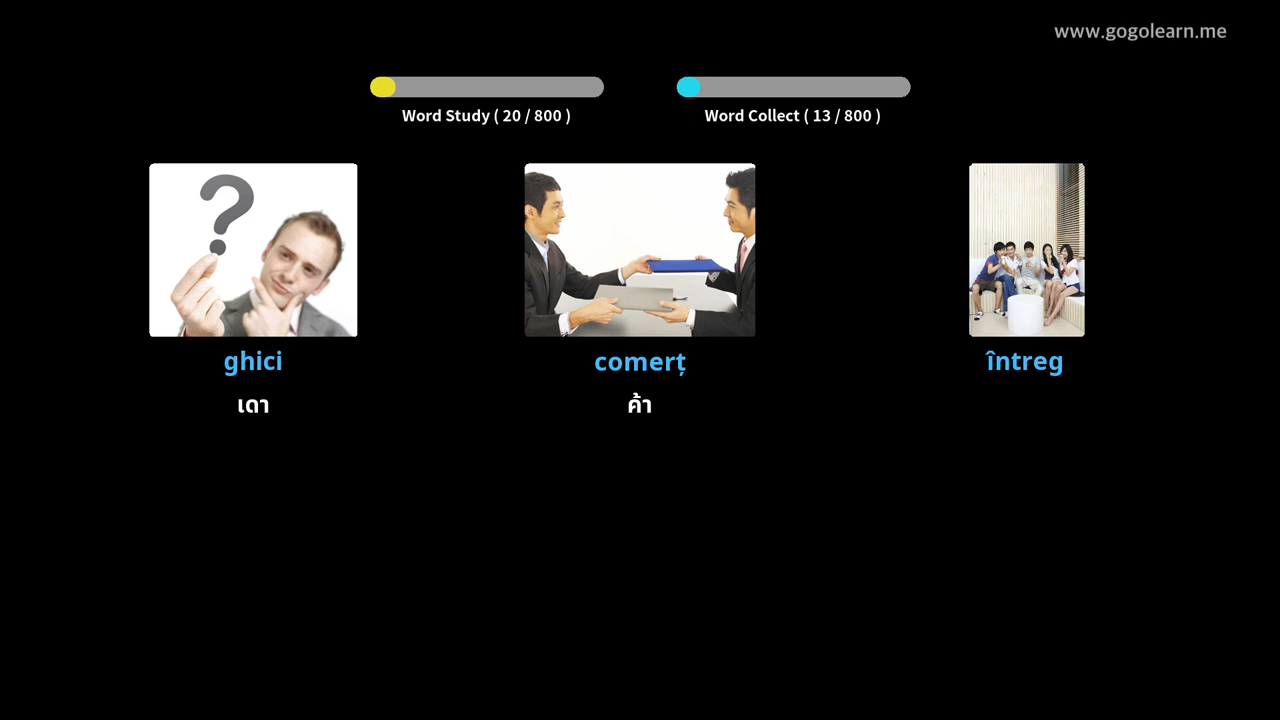 www.gogolearn.me
Word Study ( 20 / 800 )
Word Collect ( 13 / 800 )
ghici
comerț
întreg
เดา
ค้า